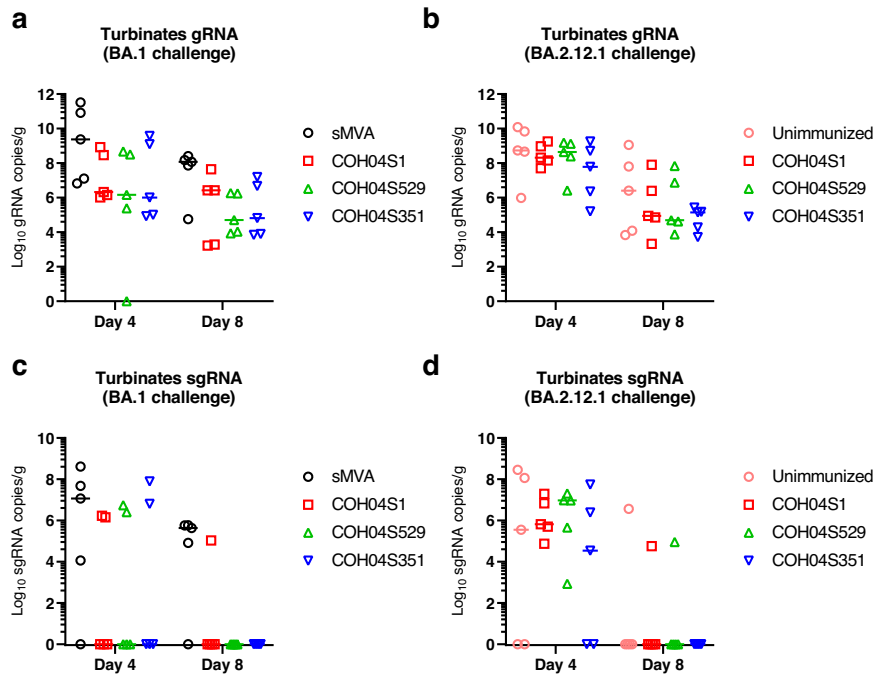 a
Turbinates gRNA
(BA.1 challenge)
Log₁₀ gRNA copies/g
12
10
8
6
4
2
0
Day 4
Day 8
sMVA
COH04S1
COH04S529
COH04S351
b
Turbinates gRNA
(BA.2.12.1 challenge)
Log₁₀ gRNA copies/g
12
10
8
6
4
2
0
Day 4
Day 8
Unimmunized
COH04S1
COH04S529
COH04S351
c
Turbinates sgRNA
(BA.1 challenge)
Log₁₀ sgRNA copies/g
10
8
6
4
2
0
Day 4
Day 8
sMVA
COH04S1
COH04S529
COH04S351
d
Turbinates sgRNA
(BA.2.12.1 challenge)
Log₁₀ sgRNA copies/g
10
8
6
4
2
0
Day 4
Day 8
Unimmunized
COH04S1
COH04S529
COH04S351